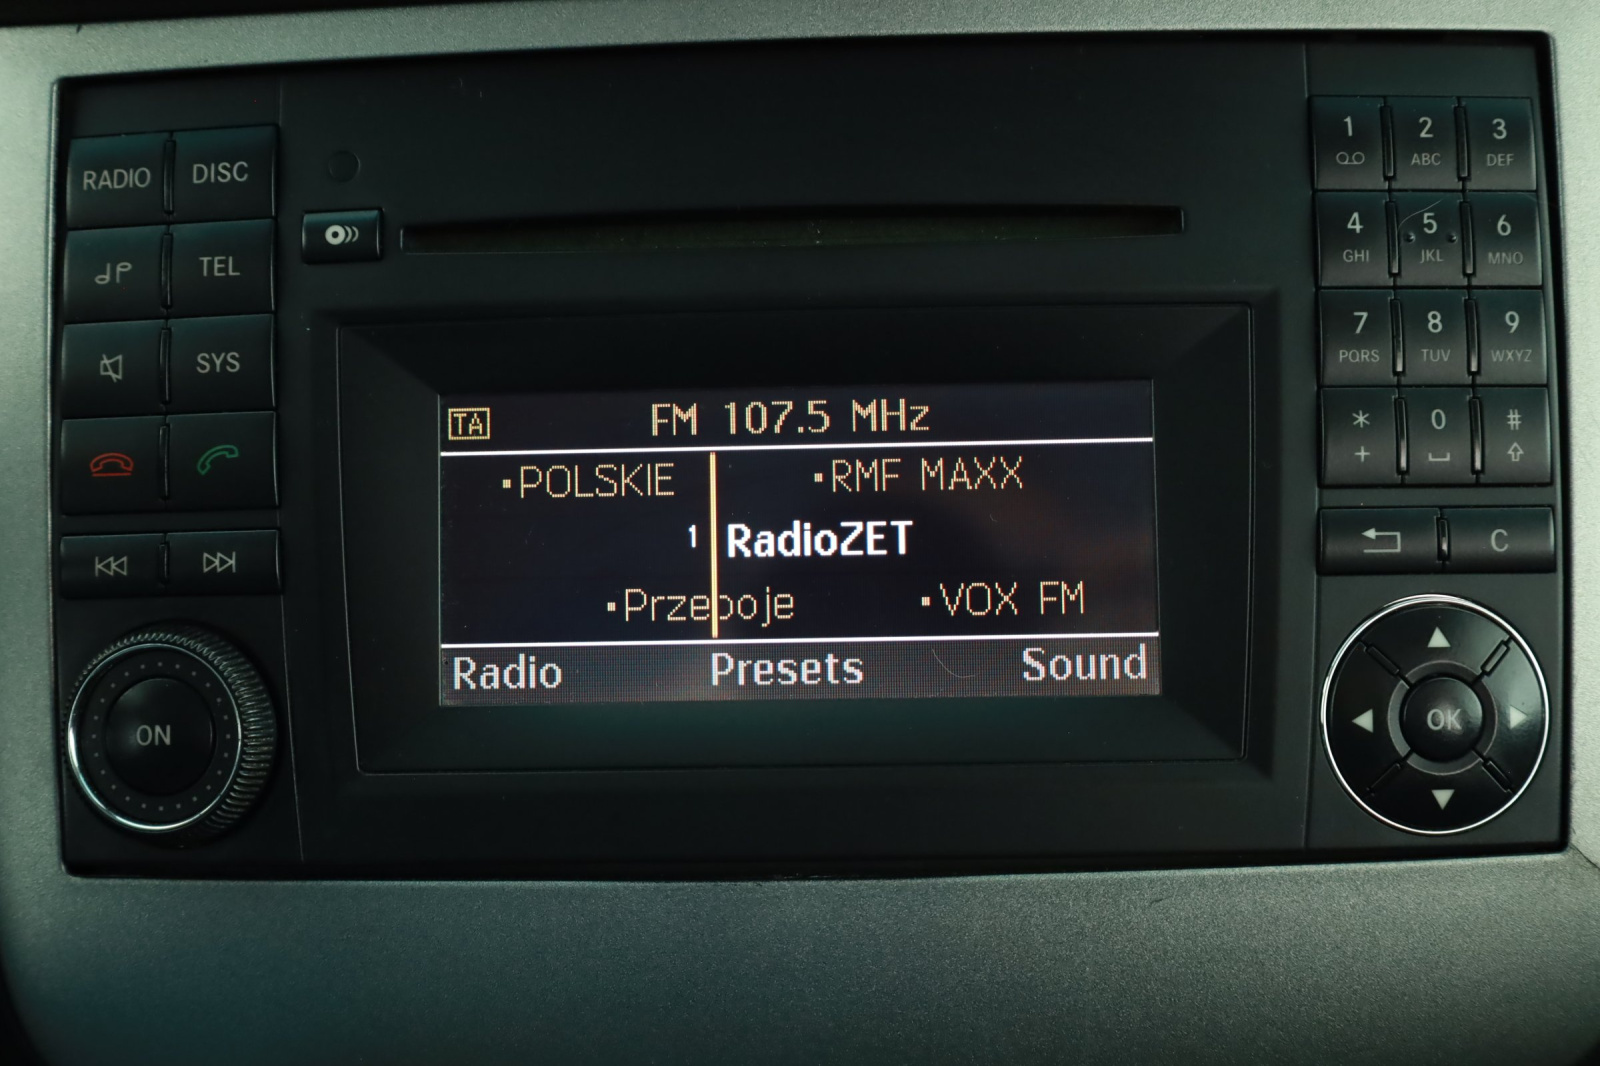 RADIO DISC
TEL
SYS
ON
TA FM 107.5 MHz
POLSKIE RMF MAXX
1 RadioZET
Przeboje VOX FM
Radio Presets Sound
1 2 3
ABC DEF
4 5 6
GHI JKL MNO
7 8 9
PQRS TUV WXYZ
* 0 #
+
C
OK